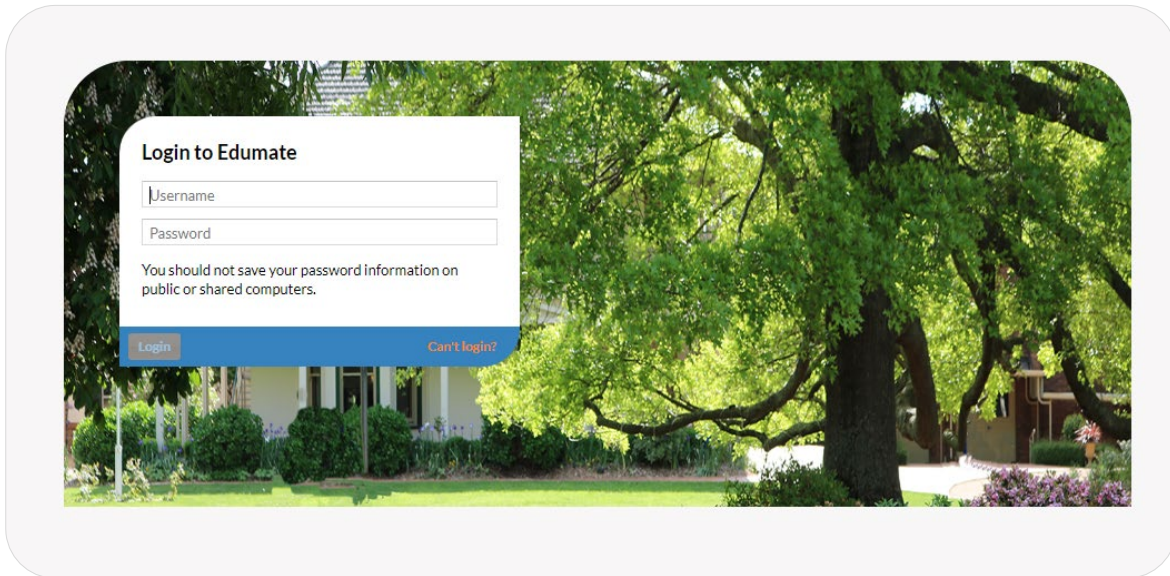 Login to Edumate
Username
Password
You should not save your password information on
public or shared computers.
Login
Can't login?